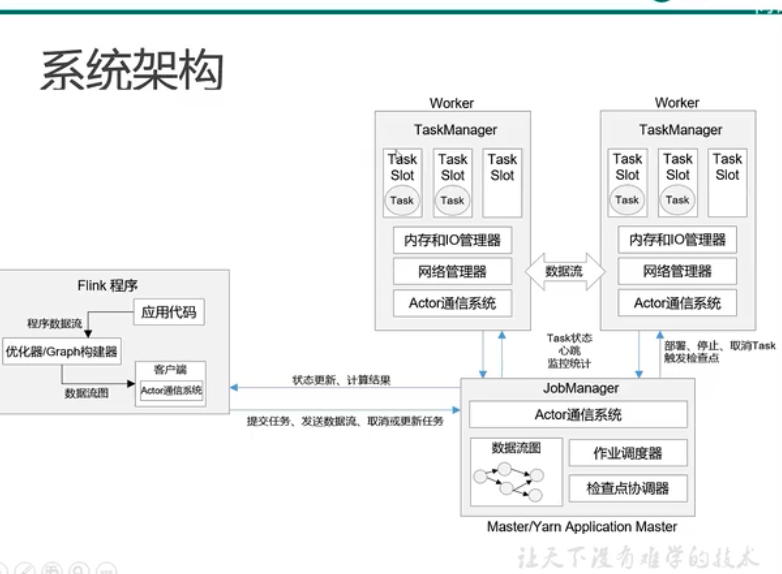 系统架构
Worker
TaskManager
Task Slot
Task
Task Slot
Task
Task Slot
内存和IO管理器
网络管理器
Actor通信系统
数据流
Worker
TaskManager
Task Slot
Task
Task Slot
Task
Task Slot
内存和IO管理器
网络管理器
Actor通信系统
Flink 程序
应用代码
程序数据流
优化器/Graph构建器
数据流图
客户端
Actor通信系统
状态更新、计算结果
提交任务、发送数据流、取消或更新任务
Task状态
心跳
监控统计
部署、停止、取消Task
触发检查点
JobManager
Actor通信系统
数据流图
作业调度器
检查点协调器
Master/Yarn Application Master
让天下没有难学的技术